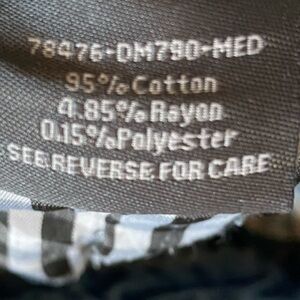 78476-DM790-MED
95% Cotton
4.85% Rayon
0.15% Polyester
SEE REVERSE FOR CARE